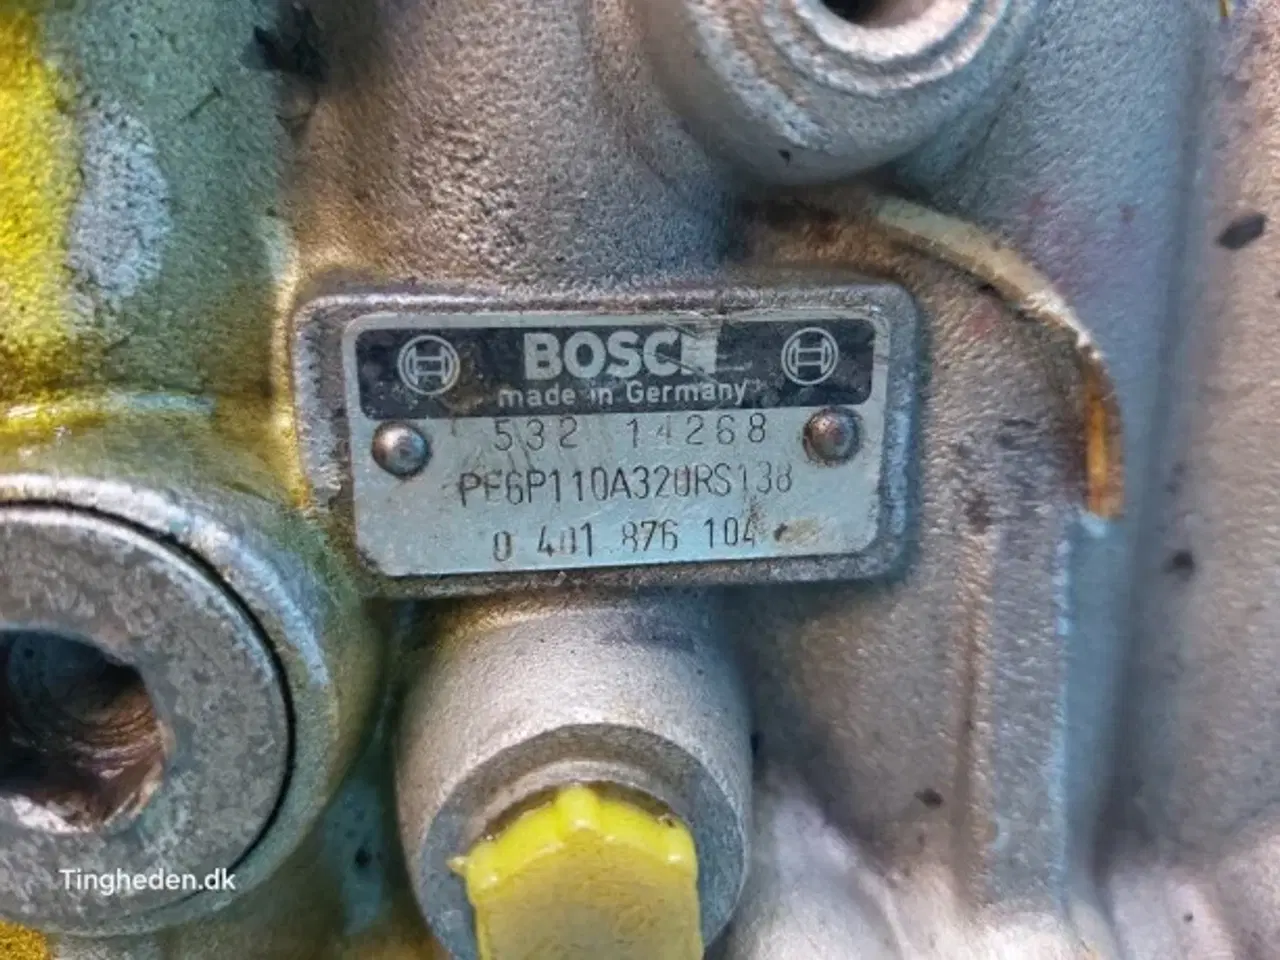 BOSCH
made in Germany
532 14268
PE6P110A320RS138
0 401 876 104
Tingheden.dk